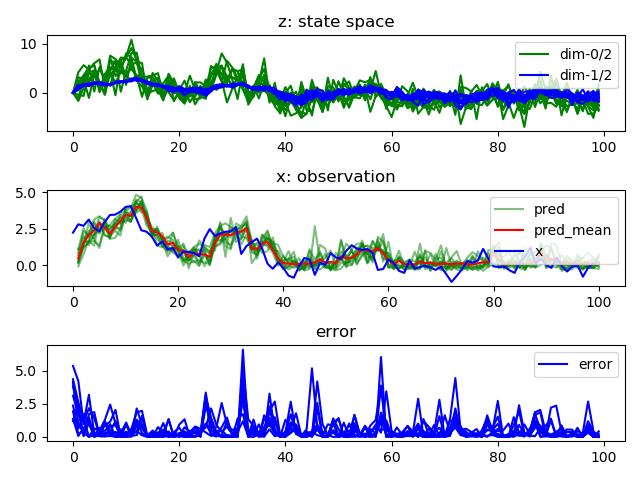 z: state space
10
0
dim-0/2
dim-1/2
0 20 40 60 80 100
x: observation
5.0
2.5
0.0
pred
pred_mean
x
0 20 40 60 80 100
error
5.0
2.5
0.0
error
0 20 40 60 80 100